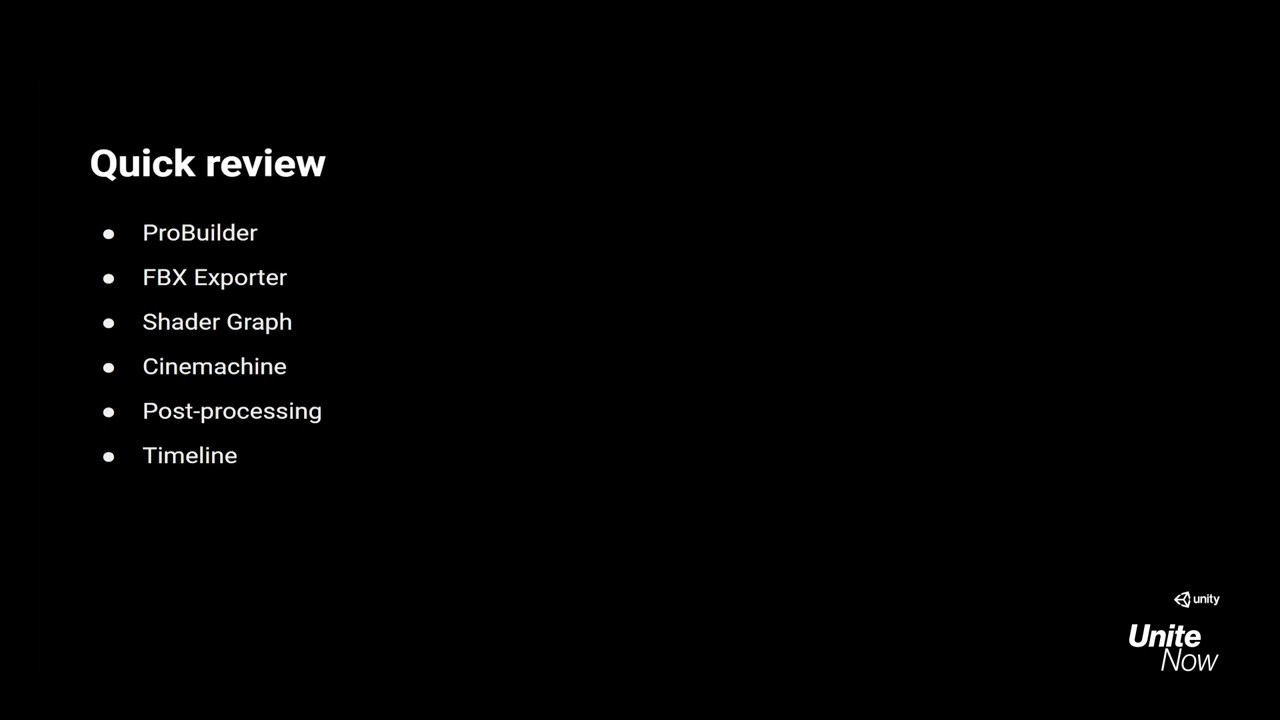 Quick review
● ProBuilder
● FBX Exporter
● Shader Graph
● Cinemachine
● Post-processing
● Timeline
unity
Unite
Now